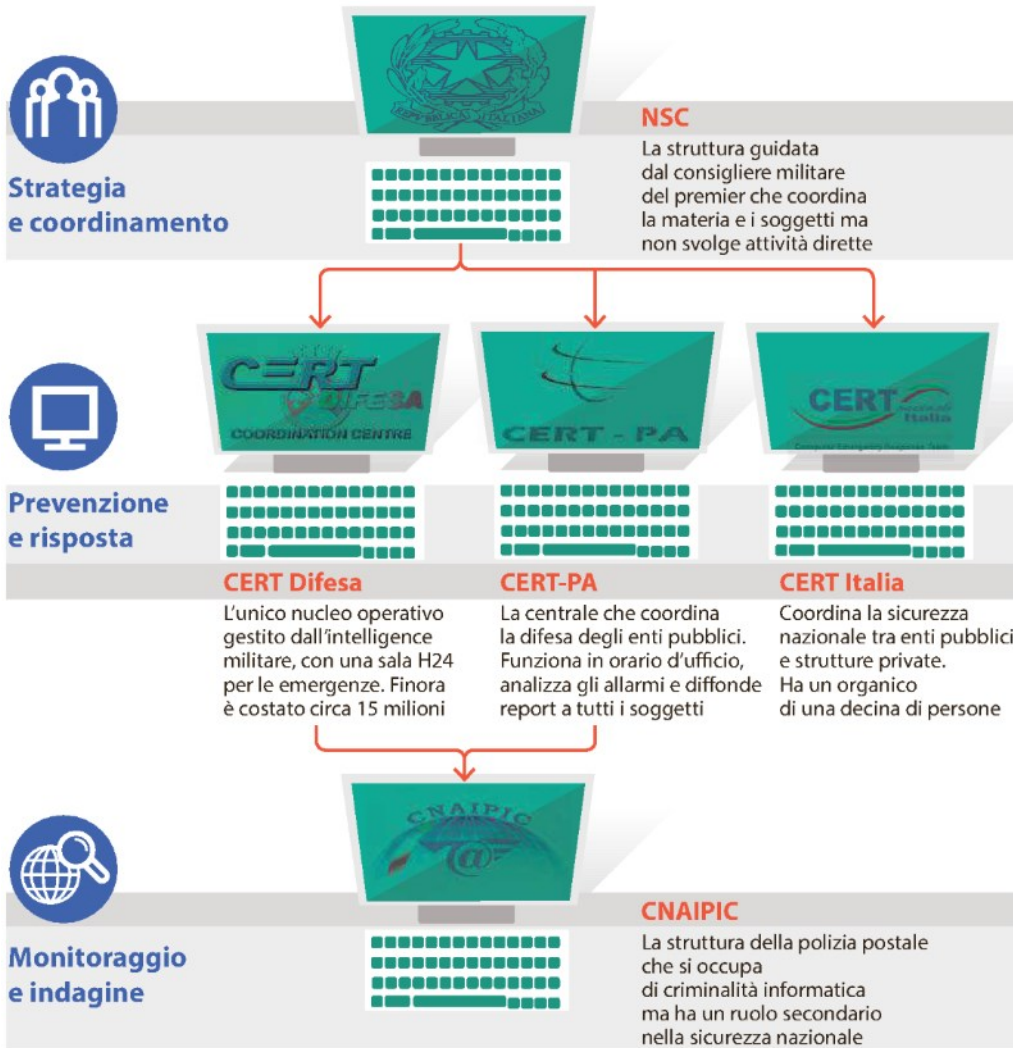 REPVBBLICA ITALIANA
NSC
La struttura guidata
dal consigliere militare
del premier che coordina
la materia e i soggetti ma
non svolge attività dirette
Strategia
e coordinamento
CERT
DIFESA
COORDINATION CENTRE
CERT - PA
CERT
Italia
Computer Emergency Response Team
Prevenzione
e risposta
CERT Difesa
L'unico nucleo operativo
gestito dall'intelligence
militare, con una sala H24
per le emergenze. Finora
è costato circa 15 milioni
CERT-PA
La centrale che coordina
la difesa degli enti pubblici.
Funziona in orario d'ufficio,
analizza gli allarmi e diffonde
report a tutti i soggetti
CERT Italia
Coordina la sicurezza
nazionale tra enti pubblici
e strutture private.
Ha un organico
di una decina di persone
CNAIPIC
@
CNAIPIC
La struttura della polizia postale
che si occupa
di criminalità informatica
ma ha un ruolo secondario
nella sicurezza nazionale
Monitoraggio
e indagine